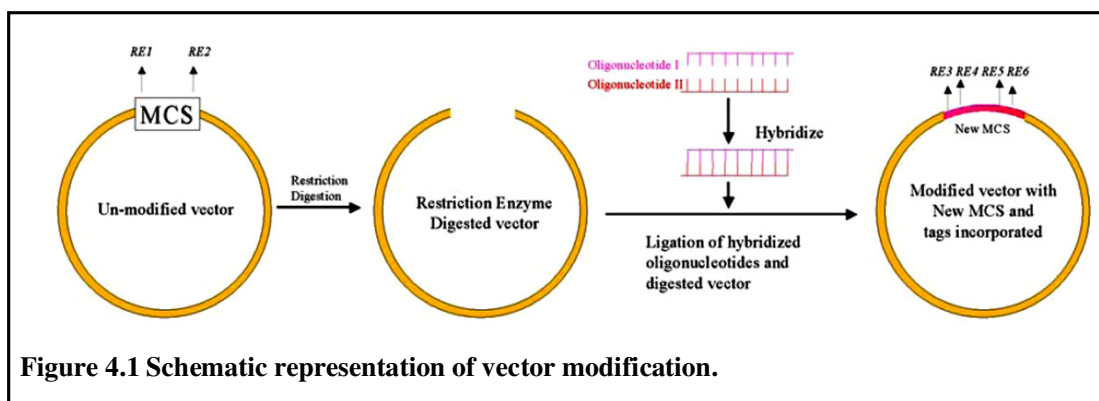 RE1
RE2
MCS
Un-modified vector
Restriction
Digestion
Restriction Enzyme
Digested vector
Oligonucleotide I
Oligonucleotide II
Hybridize
Ligation of hybridized
oligonucleotides and
digested vector
RE3 RE4 RE5 RE6
New MCS
Modified vector with
New MCS and
tags incorporated
Figure 4.1 Schematic representation of vector modification.